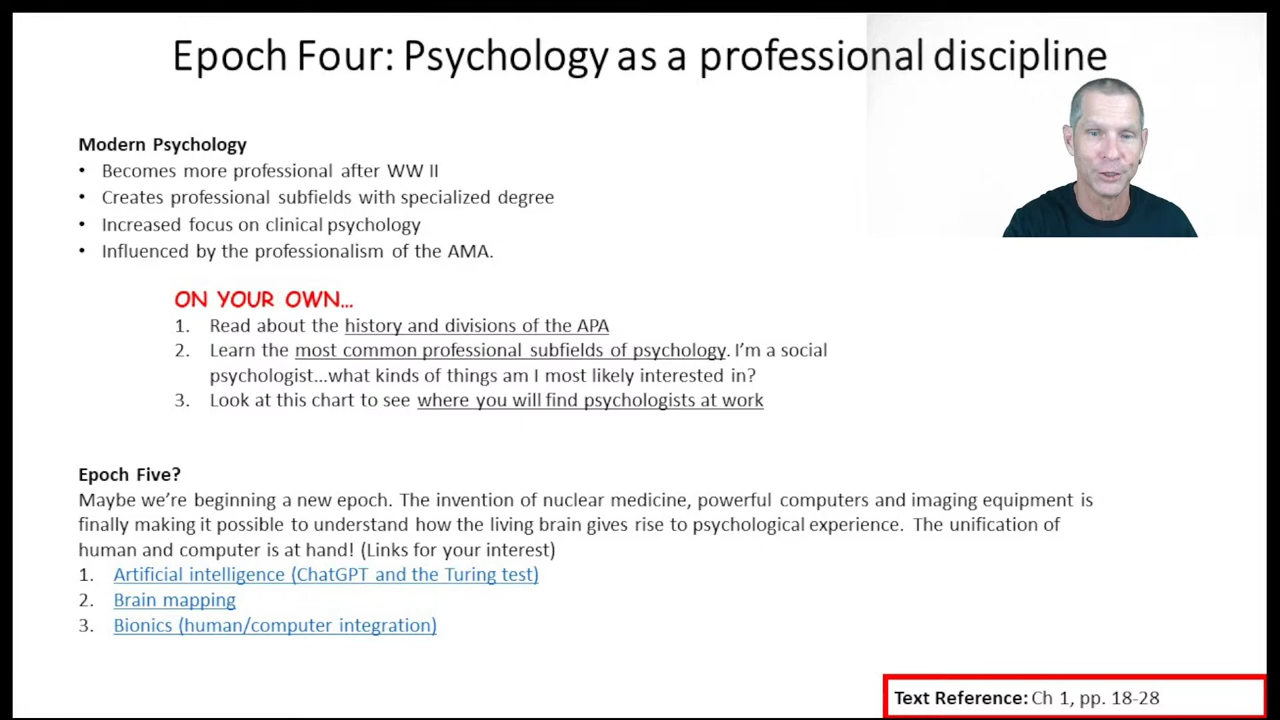 Epoch Four: Psychology as a professional discipline
Modern Psychology
• Becomes more professional after WW II
• Creates professional subfields with specialized degree
• Increased focus on clinical psychology
• Influenced by the professionalism of the AMA.
ON YOUR OWN…
1. Read about the history and divisions of the APA
2. Learn the most common professional subfields of psychology. I’m a social
psychologist…what kinds of things am I most likely interested in?
3. Look at this chart to see where you will find psychologists at work
Epoch Five?
Maybe we’re beginning a new epoch. The invention of nuclear medicine, powerful computers and imaging equipment is
finally making it possible to understand how the living brain gives rise to psychological experience. The unification of
human and computer is at hand! (Links for your interest)
1. Artificial intelligence (ChatGPT and the Turing test)
2. Brain mapping
3. Bionics (human/computer integration)
Text Reference: Ch 1, pp. 18-28